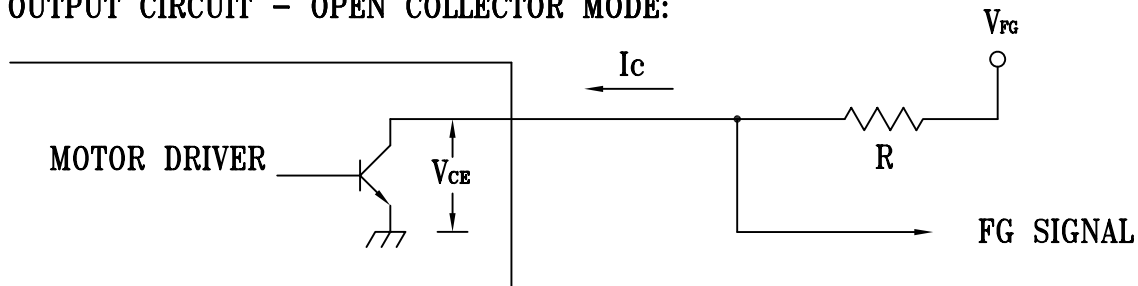 OUTPUT CIRCUIT – OPEN COLLECTOR MODE:
VFG
Ic
MOTOR DRIVER
VCE
R
FG SIGNAL